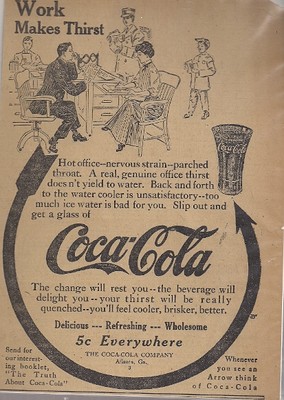 Work
Makes Thirst
Coca-Cola
Hot office--nervous strain--parched
throat. A real, genuine office thirst
does n't yield to water. Back and forth
to the water cooler is unsatisfactory--too
much ice water is bad for you. Slip out and
get a glass of
Coca-Cola
The change will rest you--the beverage will
delight you--your thirst will be really
quenched--you'll feel cooler, brisker, better.
Delicious --- Refreshing --- Wholesome
5c Everywhere
THE COCA-COLA COMPANY
Atlanta, Ga.
2
Send for
our interest-
ing booklet,
"The Truth
About Coca-Cola"
Whenever
you see an
Arrow think
of Coca-Cola